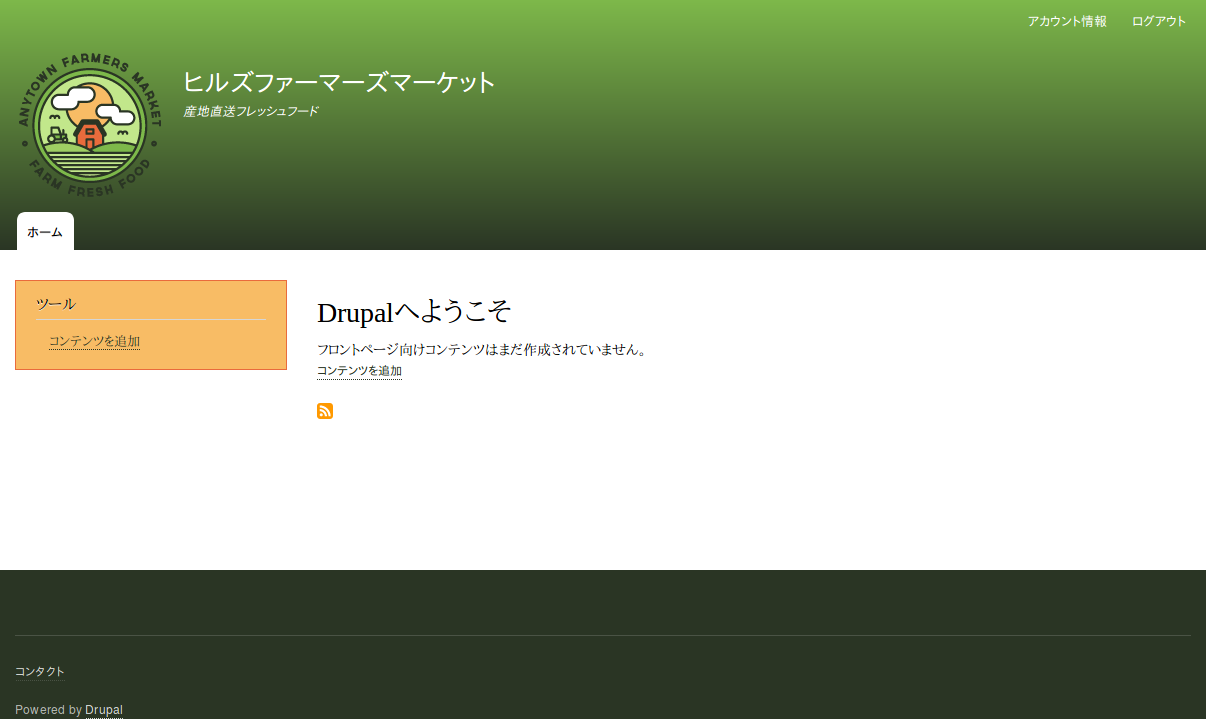 アカウント情報 ログアウト
ANYTOWN FARMERS MARKET
FARM FRESH FOOD
ヒルズファーマーズマーケット
産地直送フレッシュフード
ホーム
ツール
コンテンツを追加
Drupalへようこそ
フロントページ向けコンテンツはまだ作成されていません。
コンテンツを追加
コンタクト
Powered by Drupal